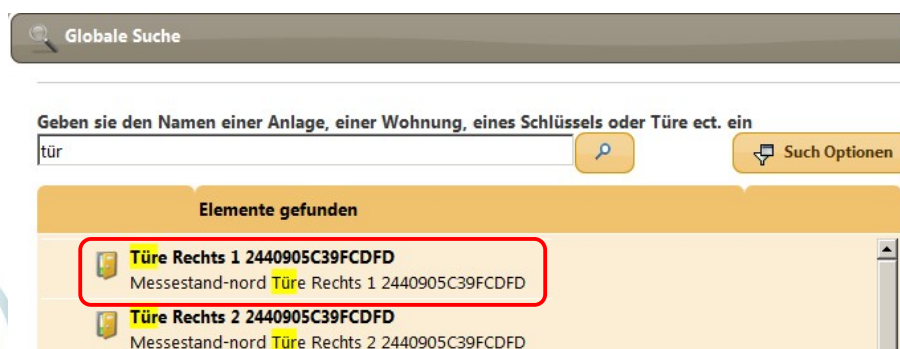 Globale Suche
Geben sie den Namen einer Anlage, einer Wohnung, eines Schlüssels oder Türe ect. ein
tür
Such Optionen
Elemente gefunden
Türe Rechts 1 2440905C39FCDFD
Messestand-nord Türe Rechts 1 2440905C39FCDFD
Türe Rechts 2 2440905C39FCDFD
Messestand-nord Türe Rechts 2 2440905C39FCDFD